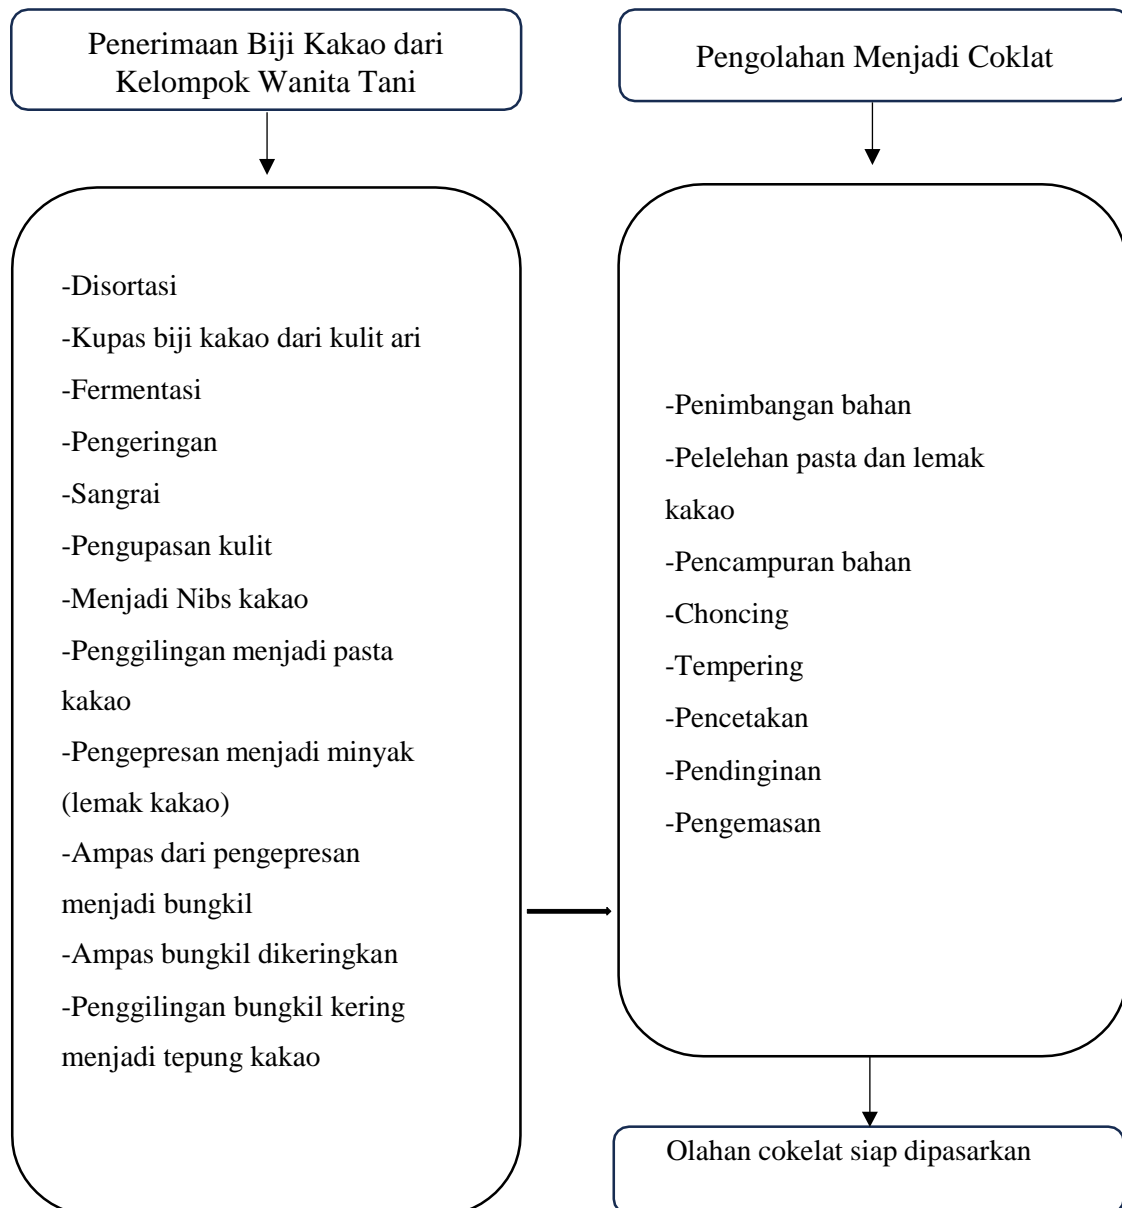 Penerimaan Biji Kakao dari
Kelompok Wanita Tani
-Disortasi
-Kupas biji kakao dari kulit ari
-Fermentasi
-Pengeringan
-Sangrai
-Pengupasan kulit
-Menjadi Nibs kakao
-Penggilingan menjadi pasta
kakao
-Pengepresan menjadi minyak
(lemak kakao)
-Ampas dari pengepresan
menjadi bungkil
-Ampas bungkil dikeringkan
-Penggilingan bungkil kering
menjadi tepung kakao
Pengolahan Menjadi Coklat
-Penimbangan bahan
-Pelelehan pasta dan lemak
kakao
-Pencampuran bahan
-Choncing
-Tempering
-Pencetakan
-Pendinginan
-Pengemasan
Olahan cokelat siap dipasarkan